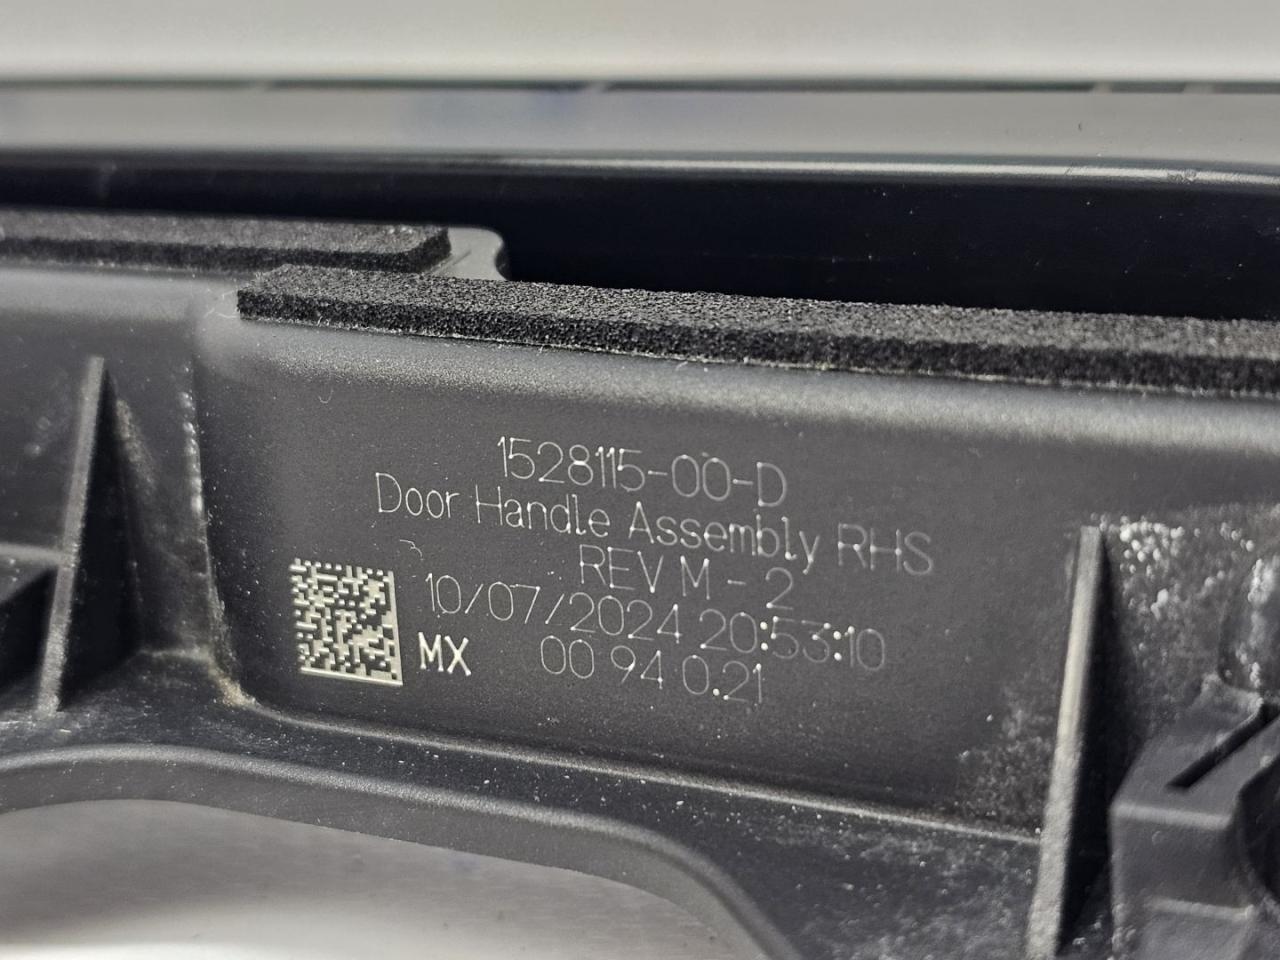 1528115-00-D
Door Handle Assembly RHS
REV M - 2
10/07/2024 20:53:10
MX 00 94 0.21